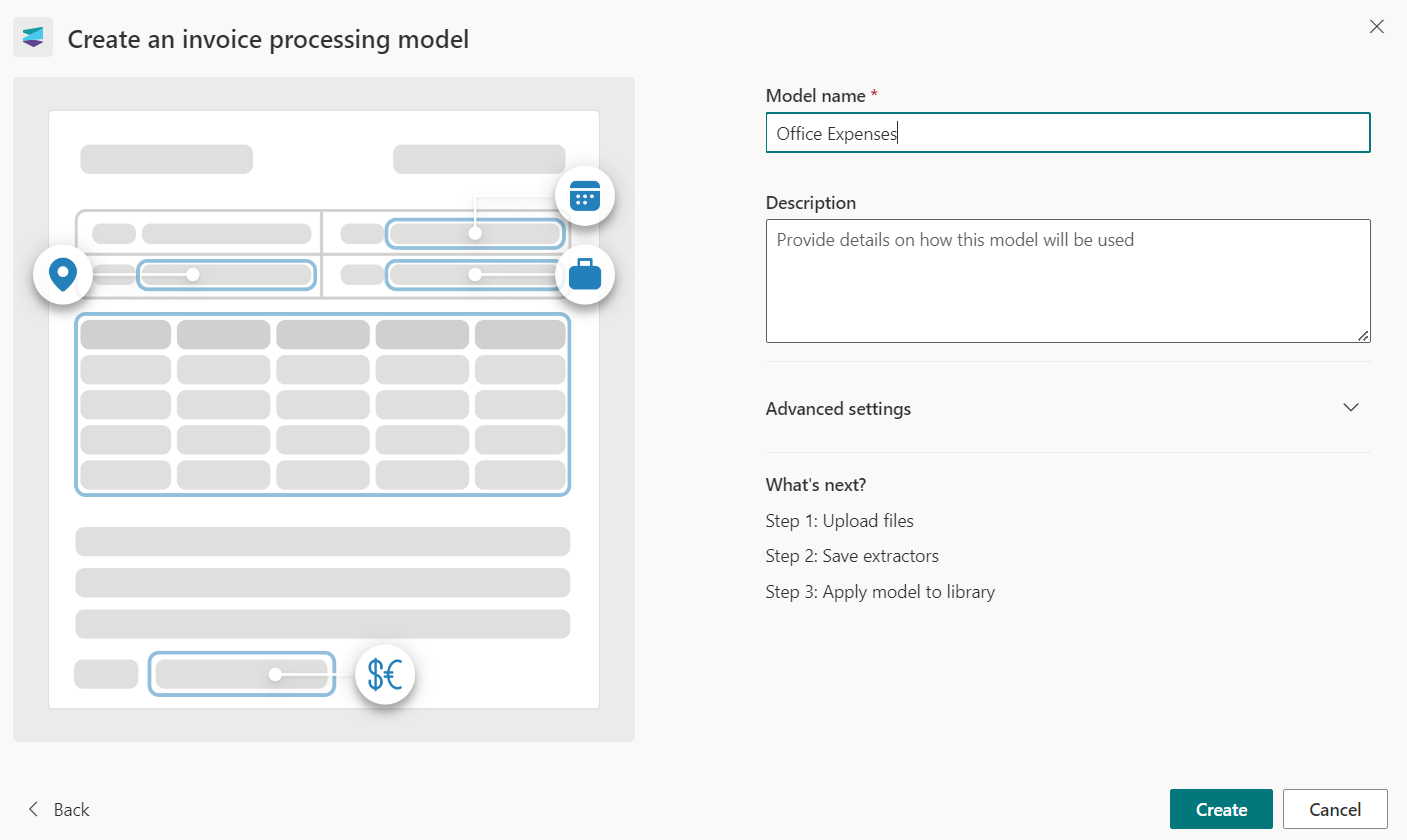 Create an invoice processing model
Model name *
Office Expenses
Description
Provide details on how this model will be used
Advanced settings
What's next?
Step 1: Upload files
Step 2: Save extractors
Step 3: Apply model to library
$€
Back
Create
Cancel